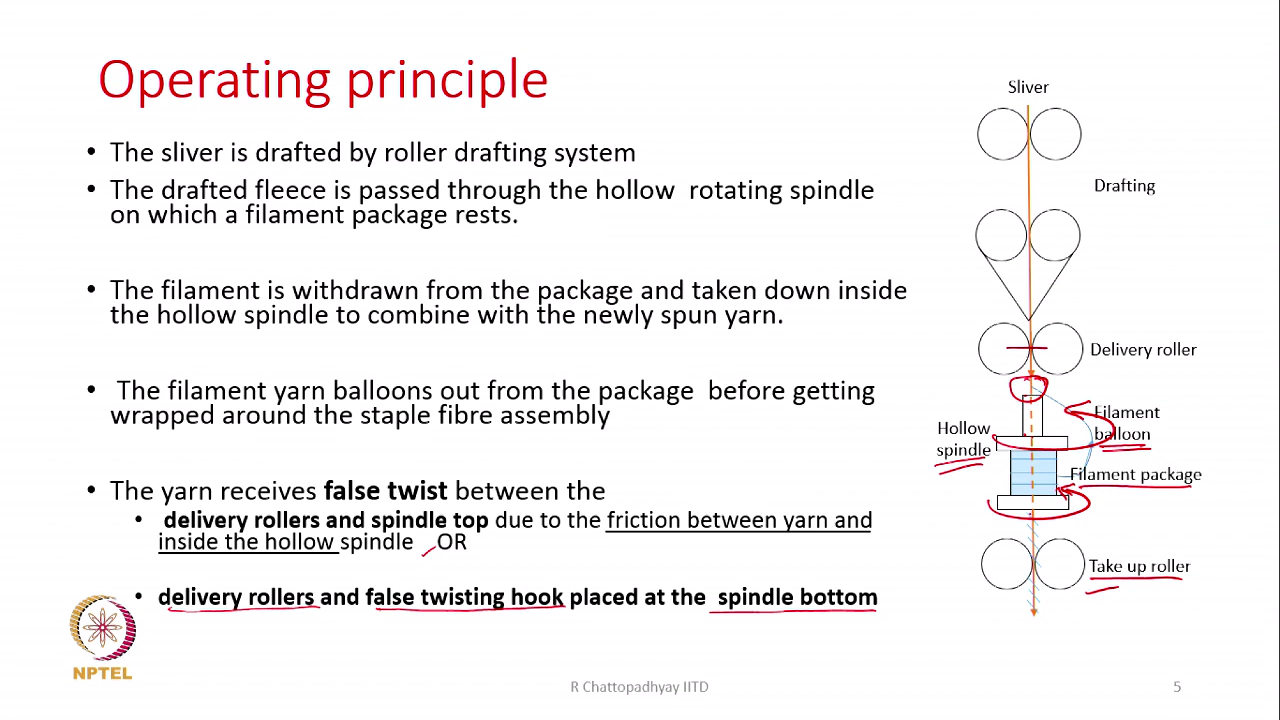 Operating principle
• The sliver is drafted by roller drafting system
• The drafted fleece is passed through the hollow rotating spindle
on which a filament package rests.
• The filament is withdrawn from the package and taken down inside
the hollow spindle to combine with the newly spun yarn.
• The filament yarn balloons out from the package before getting
wrapped around the staple fibre assembly
• The yarn receives false twist between the
• delivery rollers and spindle top due to the friction between yarn and
inside the hollow spindle OR
• delivery rollers and false twisting hook placed at the spindle bottom
Sliver
Drafting
Delivery roller
Filament
balloon
Hollow
spindle
Filament package
Take up roller
NPTEL
R Chattopadhyay IITD
5